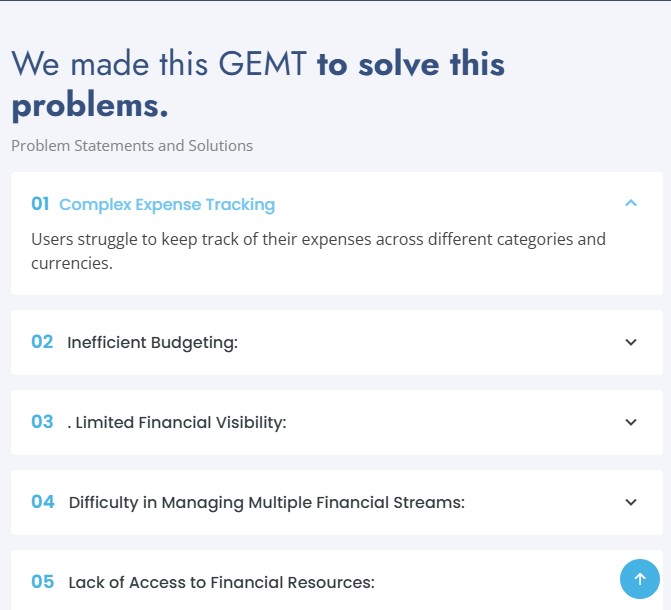 We made this GEMT to solve this
problems.
Problem Statements and Solutions
01 Complex Expense Tracking
Users struggle to keep track of their expenses across different categories and
currencies.
02 Inefficient Budgeting:
03 . Limited Financial Visibility:
04 Difficulty in Managing Multiple Financial Streams:
05 Lack of Access to Financial Resources: